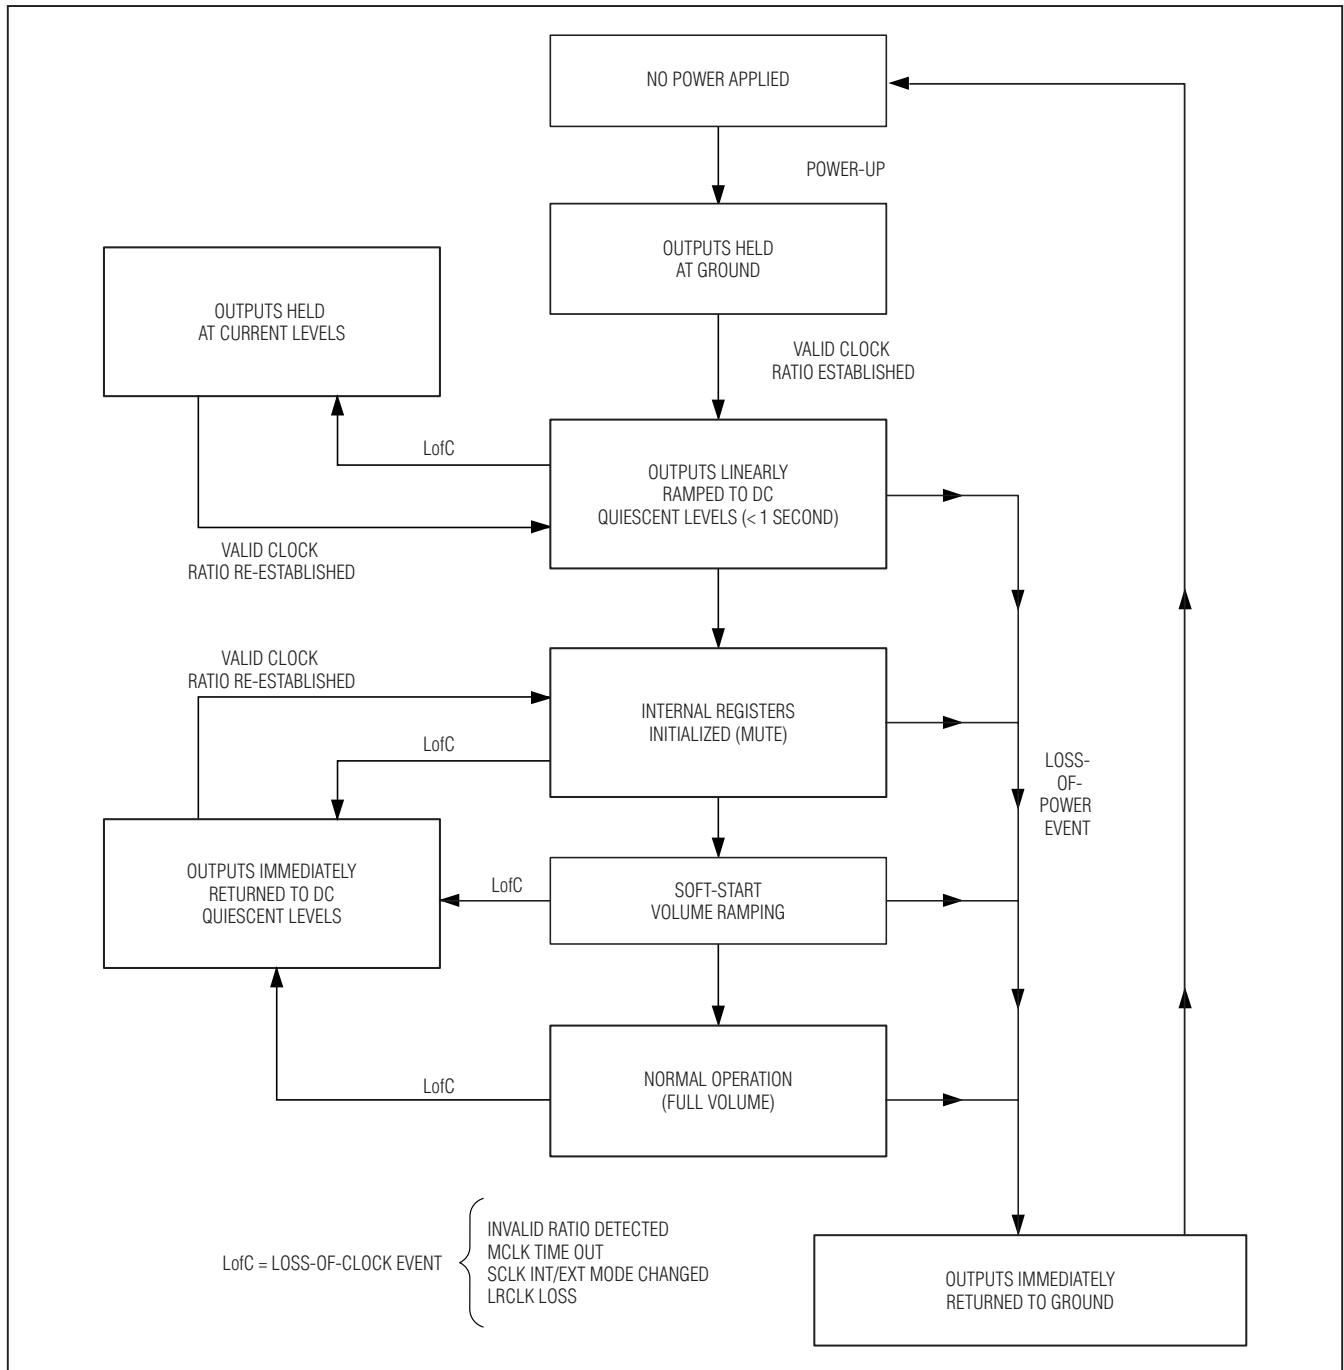 NO POWER APPLIED
POWER-UP
OUTPUTS HELD
AT GROUND
OUTPUTS HELD
AT CURRENT LEVELS
VALID CLOCK
RATIO ESTABLISHED
LofC
OUTPUTS LINEARLY
RAMPED TO DC
QUIESCENT LEVELS (< 1 SECOND)
VALID CLOCK
RATIO RE-ESTABLISHED
VALID CLOCK
RATIO RE-ESTABLISHED
INTERNAL REGISTERS
INITIALIZED (MUTE)
LofC
LOSS-
OF-
POWER
EVENT
OUTPUTS IMMEDIATELY
RETURNED TO DC
QUIESCENT LEVELS
LofC
SOFT-START
VOLUME RAMPING
LofC
NORMAL OPERATION
(FULL VOLUME)
LofC = LOSS-OF-CLOCK EVENT
INVALID RATIO DETECTED
MCLK TIME OUT
SCLK INT/EXT MODE CHANGED
LRCLK LOSS
OUTPUTS IMMEDIATELY
RETURNED TO GROUND